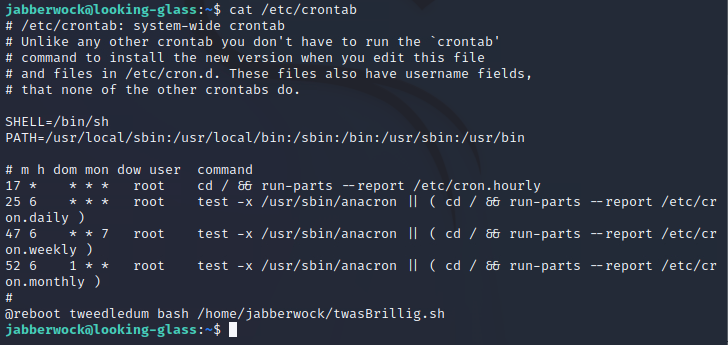 jabberwock@looking-glass:~$ cat /etc/crontab
# /etc/crontab: system-wide crontab
# Unlike any other crontab you don't have to run the `crontab'
# command to install the new version when you edit this file
# and files in /etc/cron.d. These files also have username fields,
# that none of the other crontabs do.
SHELL=/bin/sh
PATH=/usr/local/sbin:/usr/local/bin:/sbin:/bin:/usr/sbin:/usr/bin
# m h dom mon dow user  command
17 *    * * *   root    cd / && run-parts --report /etc/cron.hourly
25 6    * * *   root    test -x /usr/sbin/anacron || ( cd / && run-parts --report /etc/cr
on.daily )
47 6    * * 7   root    test -x /usr/sbin/anacron || ( cd / && run-parts --report /etc/cr
on.weekly )
52 6    1 * *   root    test -x /usr/sbin/anacron || ( cd / && run-parts --report /etc/cr
on.monthly )
#
@reboot tweedledum bash /home/jabberwock/twasBrillig.sh
jabberwock@looking-glass:~$